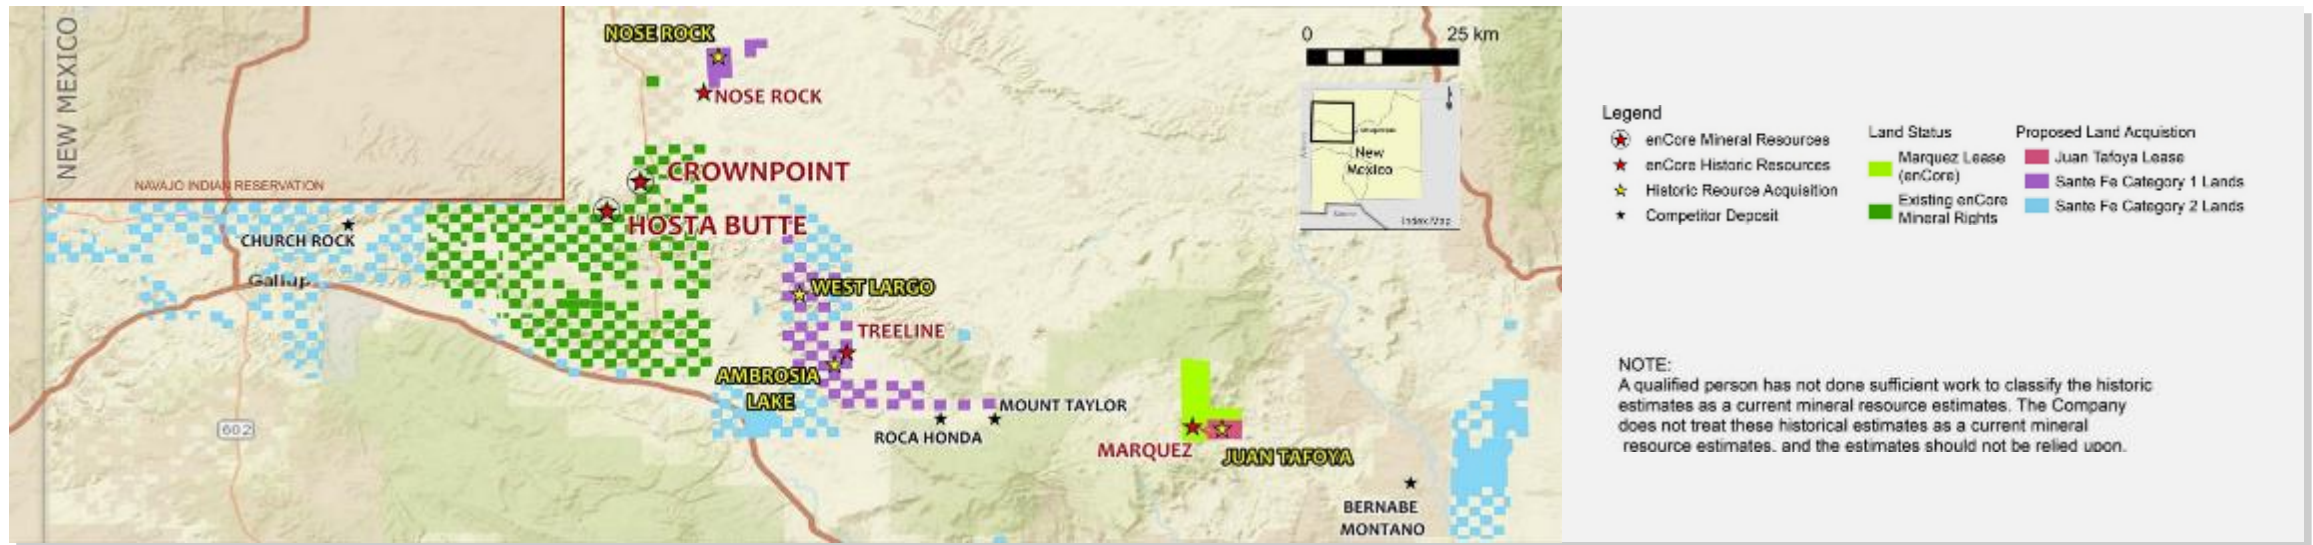 NEW MEXICO
NOSE ROCK
NOSE ROCK
0 25 km
CROWNPOINT
NAVAJO INDIAN RESERVATION
HOSTA BUTTE
CHURCH ROCK
Gallup
WEST LARGO
TREELINE
AMBROSIA
LAKE
MOUNT TAYLOR
ROCA HONDA
602
MARQUEZ
JUAN TAFOYA
BERNABE
MONTANO
New
Mexico
Index Map
Legend
enCore Mineral Resources
enCore Historic Resources
Historic Reource Acquisition
Competitor Deposit
Land Status
Marquez Lease
(enCore)
Existing enCore
Mineral Rights
Proposed Land Acquistion
Juan Tafoya Lease
Sante Fe Category 1 Lands
Sante Fe Category 2 Lands
NOTE:
A qualified person has not done sufficient work to classify the historic
estimates as a current mineral resource estimates. The Company
does not treat these historical estimates as a current mineral
resource estimates. and the estimates should not be relied upon.